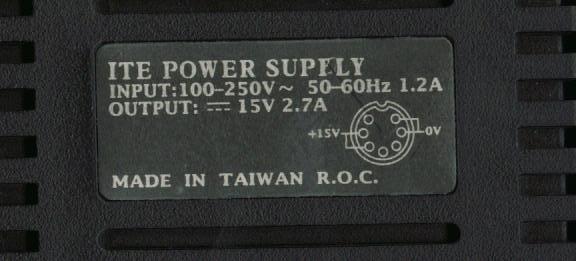 ITE POWER SUPPLY
INPUT:100-250V~ 50-60Hz 1.2A
OUTPUT: ⎓ 15V 2.7A
+15V 0V
MADE IN TAIWAN R.O.C.